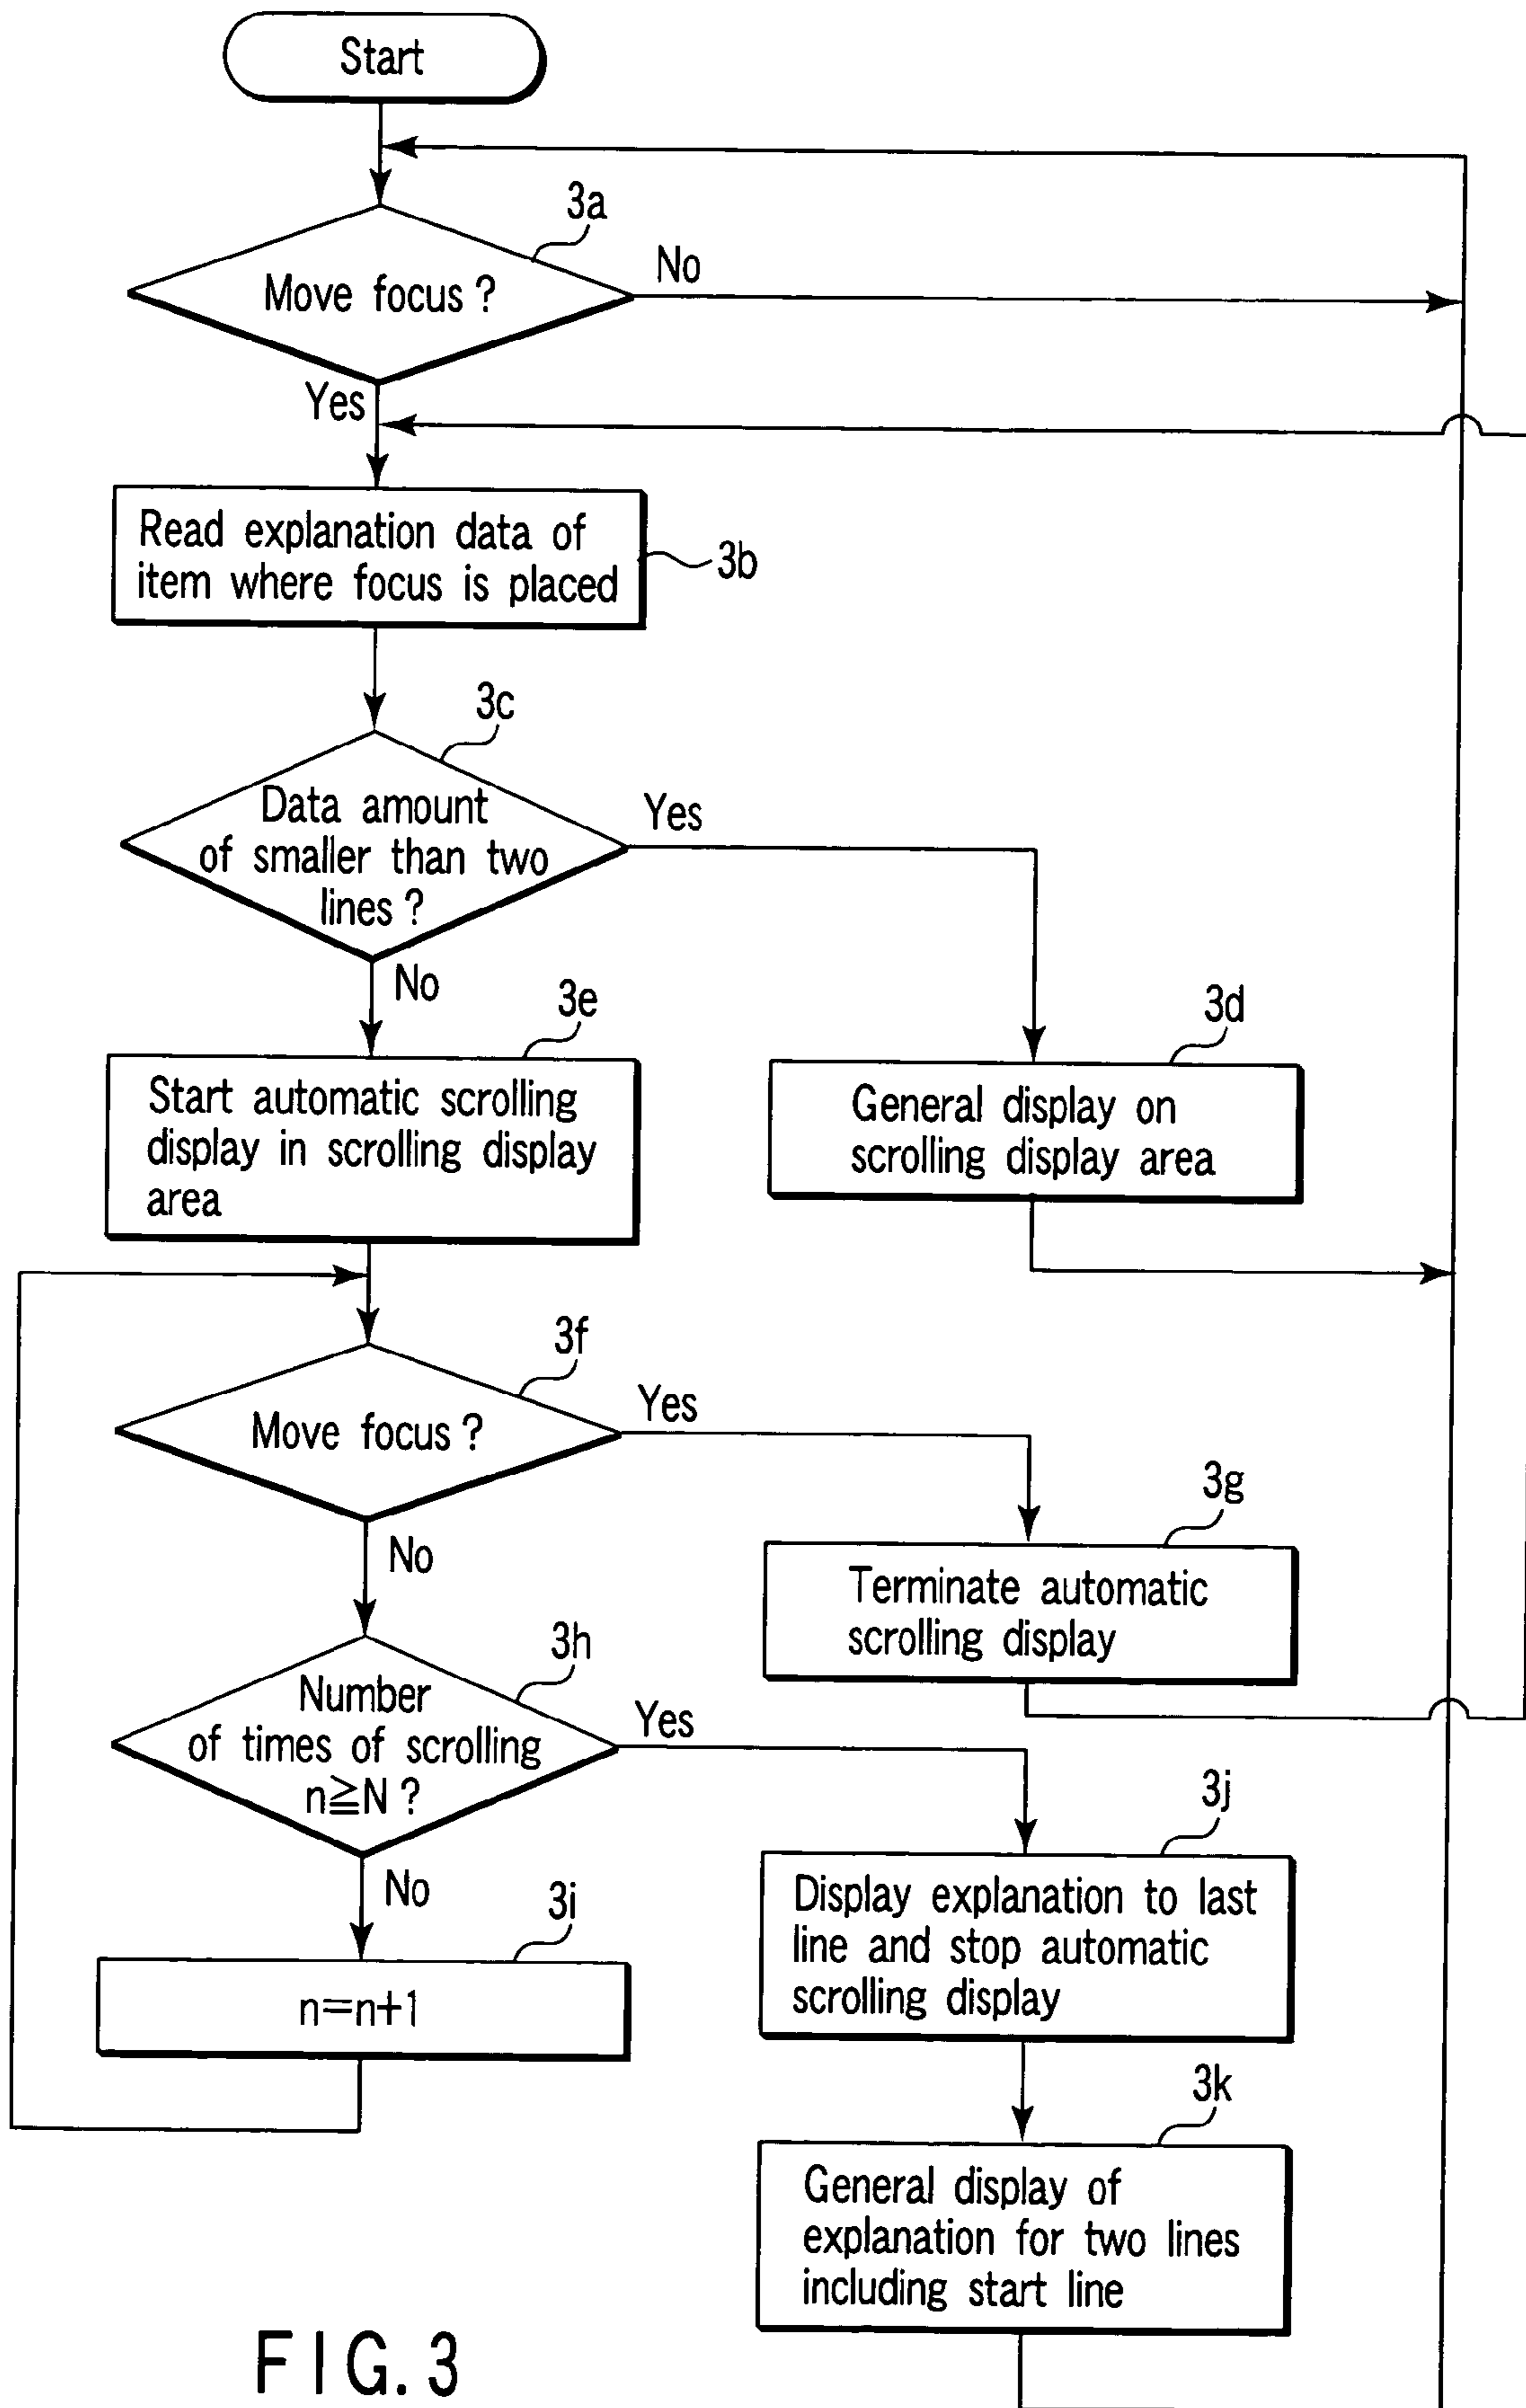 Start
3a
Move focus ?
No
Yes
Read explanation data of
item where focus is placed
3b
3c
Data amount
of smaller than two
lines ?
Yes
No
3e
Start automatic scrolling
display in scrolling display
area
3d
General display on
scrolling display area
3f
Move focus ?
Yes
No
3g
Terminate automatic
scrolling display
3h
Number
of times of scrolling
n≧N ?
Yes
No
3i
n=n+1
3j
Display explanation to last
line and stop automatic
scrolling display
3k
General display of
explanation for two lines
including start line
FIG. 3